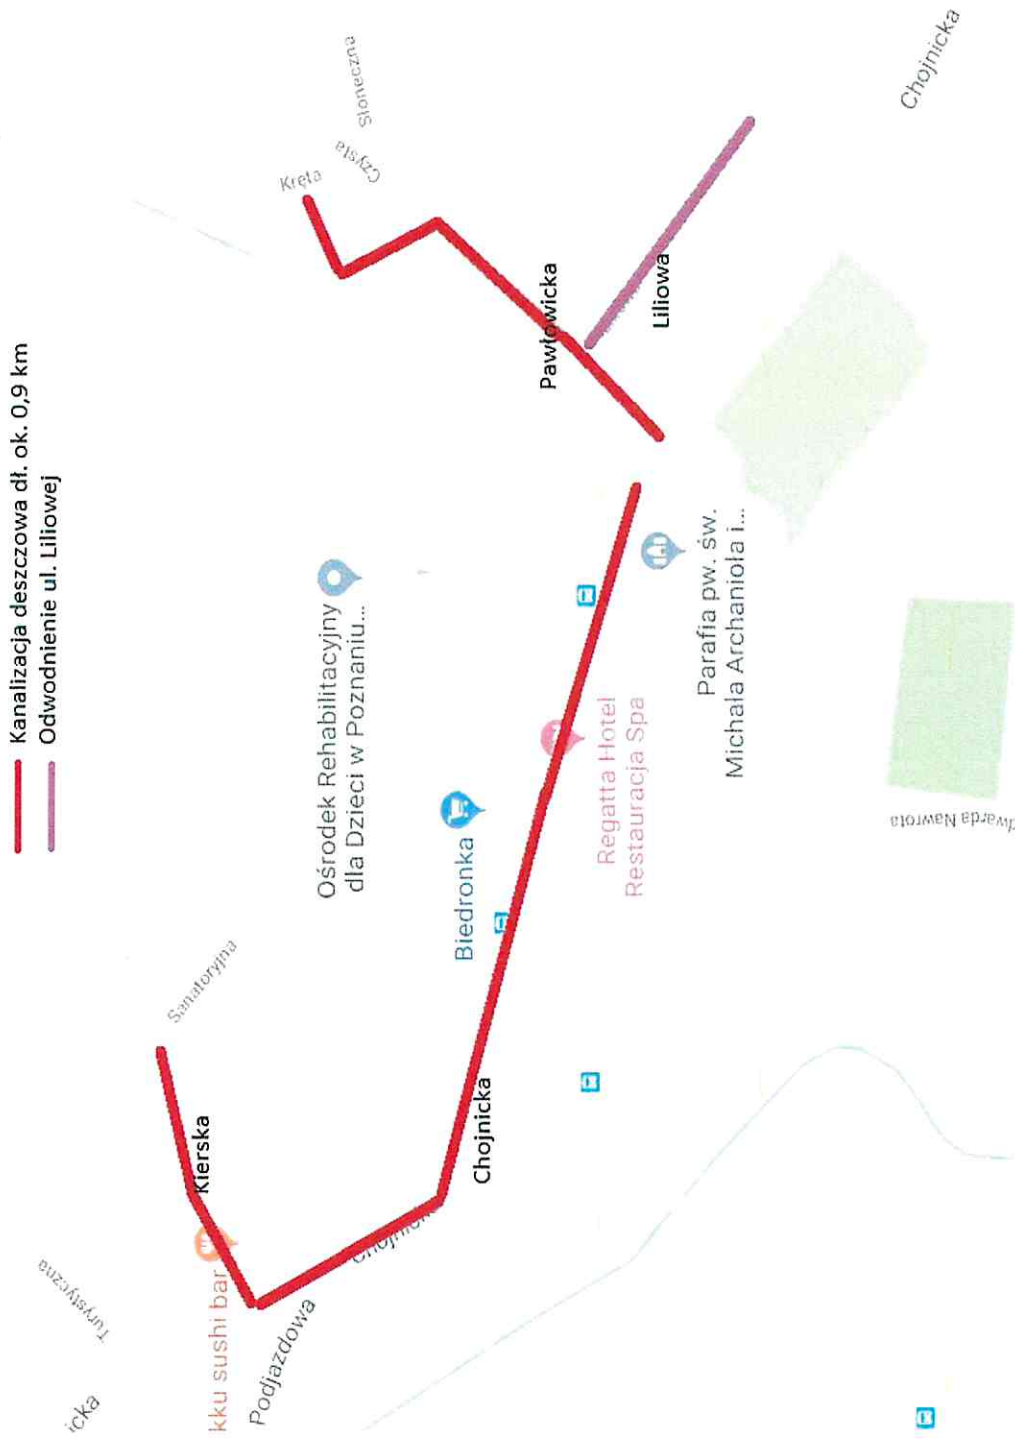 Kanalizacja deszczowa dł. ok. 0,9 km
Odwodnienie ul. Liliowej
icka
Turystyczna
kku sushi bar
Podjazdowa
Kierska
Sanatoryjna
Chojnicka
Chojnicka
Biedronka
Ośrodek Rehabilitacyjny
dla Dzieci w Poznaniu...
Regatta Hotel
Restauracja Spa
Parafia pw. św.
Michała Archanioła i...
dwarda Nawrota
Pawłowicka
Liliowa
Kręta
Czysta
Słoneczna
Chojnicka